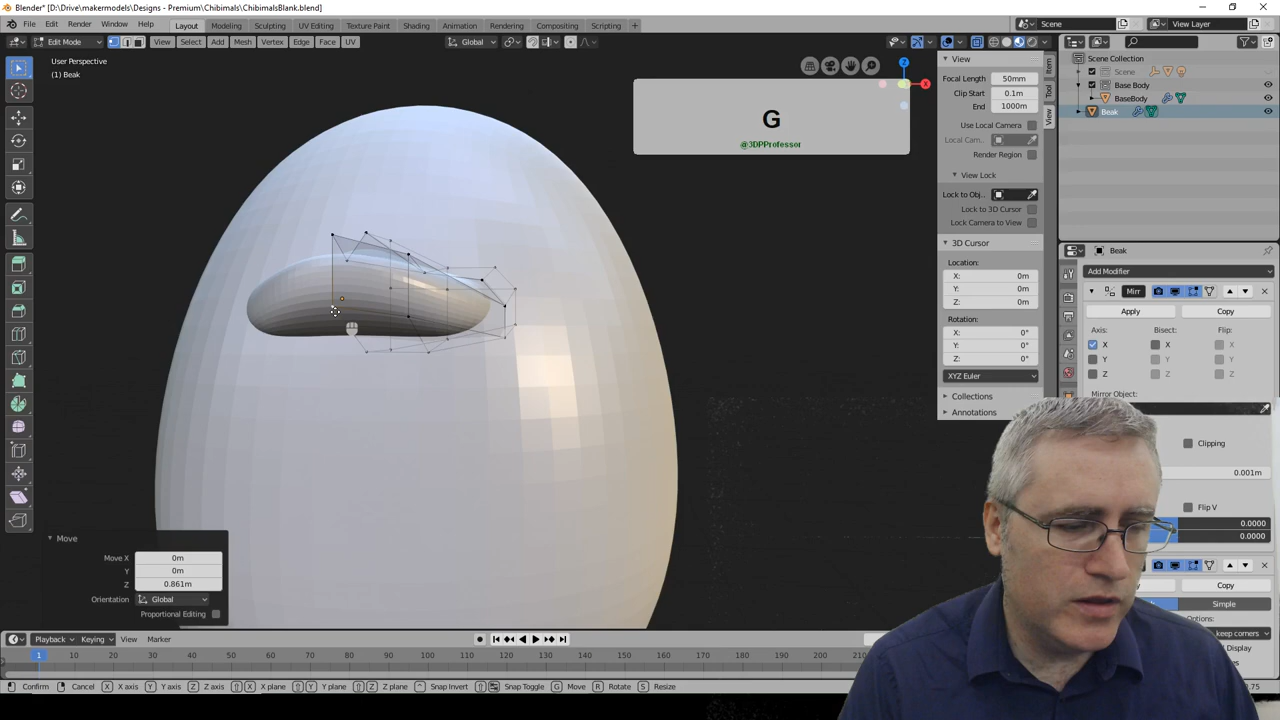 Blender* [D:\Drive\makermodels\Designs - Premium\Chibimals\ChibimalsBlank.blend]
File Edit Render Window Help Layout Modeling Sculpting UV Editing Texture Paint Shading Animation Rendering Compositing Scripting Scene View Layer
Edit Mode View Select Add Mesh Vertex Edge Face UV Global
User Perspective
(1) Beak
G
@3DPProfessor
View
Focal Length 50mm
Clip Start 0.1m
End 1000m
Use Local Camera
Local Cam..
Render Region
View Lock
Lock to Obj..
Lock to 3D Cursor
Lock Camera to View
3D Cursor
Location:
X: 0m
Y: 0m
Z: 0m
Rotation:
X: 0°
Y: 0°
Z: 0°
XYZ Euler
Collections
Annotations
Item
Tool
View
Scene Collection
Scene
Base Body
BaseBody
Beak
Beak
Add Modifier
Mirr
Apply Copy
Axis: Bisect: Flip:
X X X
Y Y Y
Z Z Z
Mirror Object:
Clipping
0.001m
Flip V
0.0000
0.0000
Copy
Simple
Options:
keep corners
Display
Move
Move X 0m
Y 0m
Z 0.861m
Orientation Global
Proportional Editing
Playback Keying View Marker
1 10 20 30 40 50 60 70 80 90 100 110 120 130 140 150 160 170 180 190 200
Confirm Cancel X X axis Y Y axis Z Z axis X X plane Y Y plane Z Z plane Snap Invert Snap Toggle G Move R Rotate S Resize